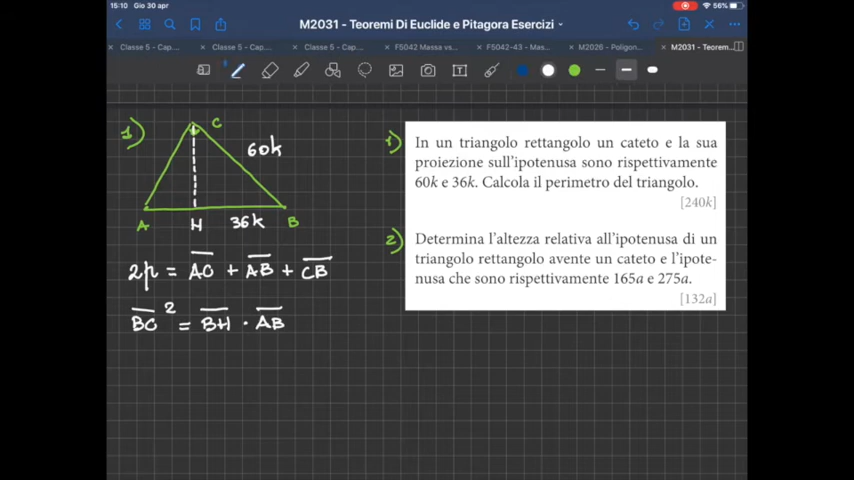 15:10 Gio 30 apr
56%
M2031 - Teoremi Di Euclide e Pitagora Esercizi
Classe 5 - Cap...
Classe 5 - Cap...
Classe 5 - Cap...
F5042 Massa vs...
F5042-43 - Mas...
M2026 - Poligon...
M2031 - Teorem...
1)
C
60k
A
H
36k
B
2p = AC + AB + CB
BC² = BH · AB
1)
In un triangolo rettangolo un cateto e la sua
proiezione sull'ipotenusa sono rispettivamente
60k e 36k. Calcola il perimetro del triangolo.
[240k]
2)
Determina l'altezza relativa all'ipotenusa di un
triangolo rettangolo avente un cateto e l'ipote-
nusa che sono rispettivamente 165a e 275a.
[132a]